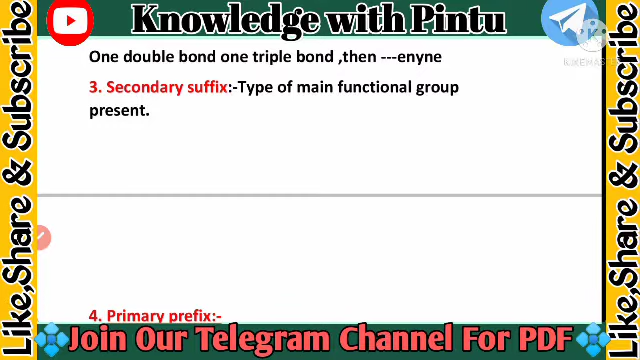 Knowledge with Pintu
One double bond one triple bond ,then ---enyne
3. Secondary suffix:-Type of main functional group
present.
4. Primary prefix:-
Join Our Telegram Channel For PDF
Like,Share & Subscribe
Like,Share & Subscribe